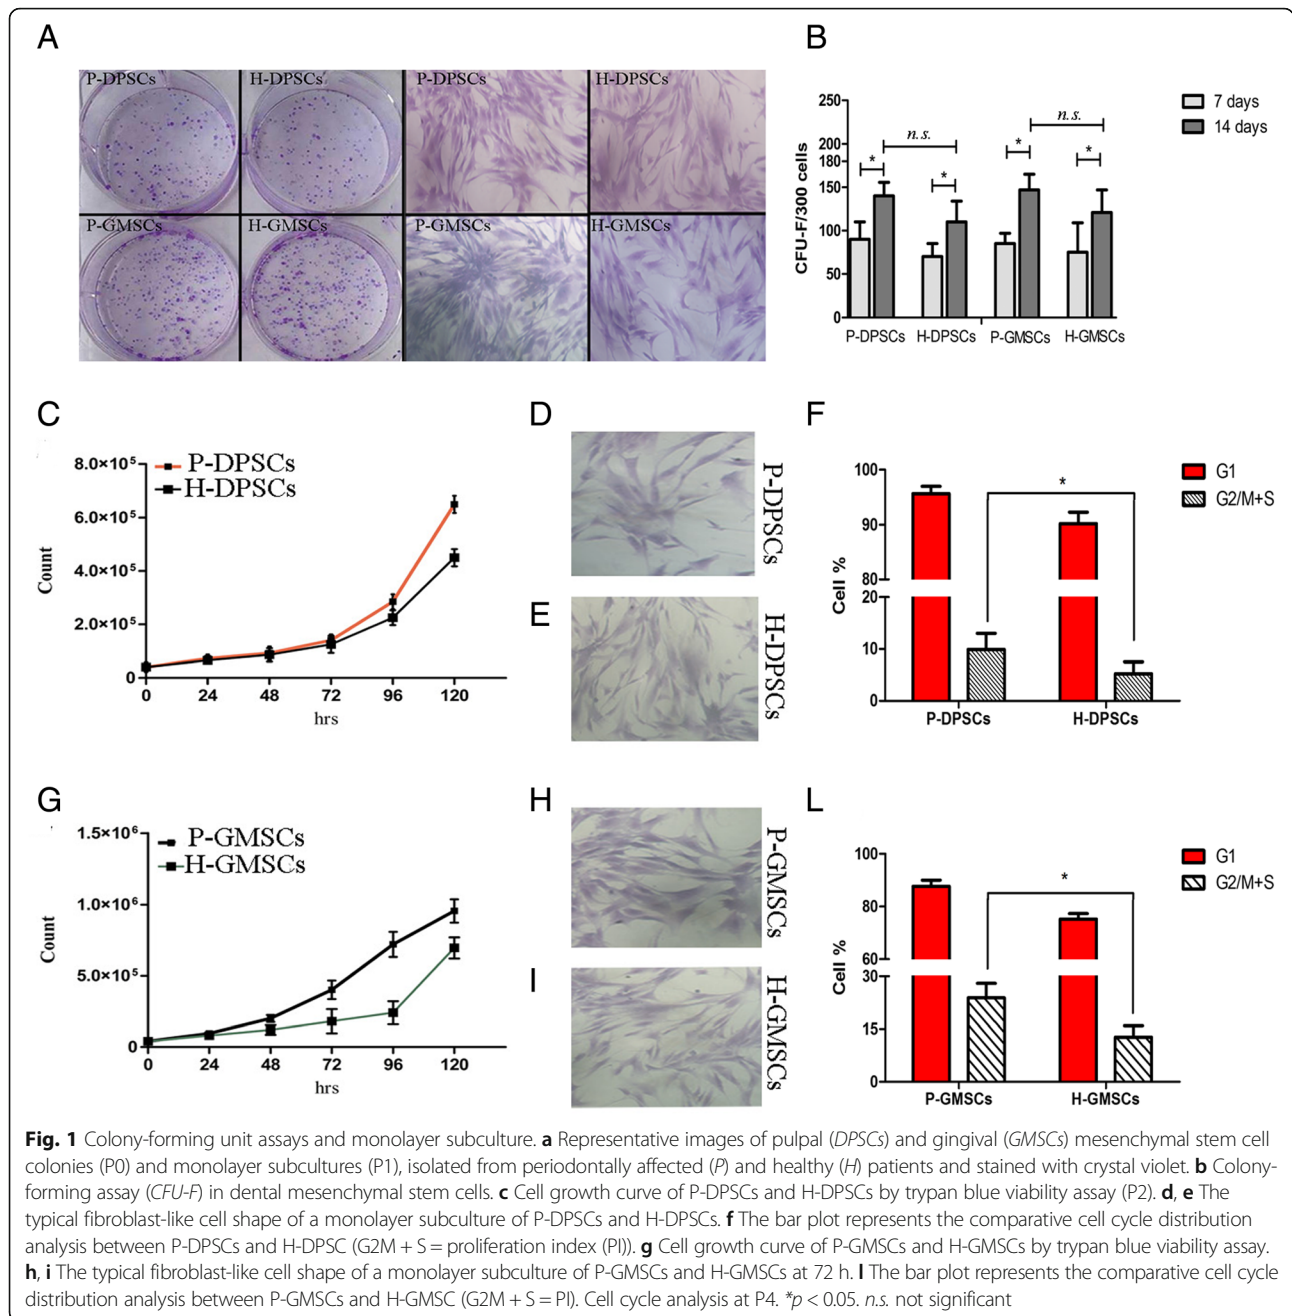 A
P-DPSCs
H-DPSCs
P-DPSCs
H-DPSCs
P-GMSCs
H-GMSCs
P-GMSCs
H-GMSCs
B
7 days
14 days
CFU-F/300 cells
250
200
180
150
100
50
0
*
n.s.
*
*
n.s.
*
P-DPSCs
H-DPSCs
P-GMSCs
H-GMSCs
C
P-DPSCs
H-DPSCs
Count
8.0×10⁵
6.0×10⁵
4.0×10⁵
2.0×10⁵
0
0 24 48 72 96 120
hrs
D
P-DPSCs
E
H-DPSCs
F
G1
G2/M+S
Cell %
100
90
80
20
10
0
*
P-DPSCs
H-DPSCs
G
P-GMSCs
H-GMSCs
Count
1.5×10⁶
1.0×10⁶
5.0×10⁵
0
0 24 48 72 96 120
hrs
H
P-GMSCs
I
H-GMSCs
L
G1
G2/M+S
Cell %
100
80
60
30
15
0
*
P-GMSCs
H-GMSCs
Fig. 1 Colony-forming unit assays and monolayer subculture. a Representative images of pulpal (DPSCs) and gingival (GMSCs) mesenchymal stem cell
colonies (P0) and monolayer subcultures (P1), isolated from periodontally affected (P) and healthy (H) patients and stained with crystal violet. b Colony-
forming assay (CFU-F) in dental mesenchymal stem cells. c Cell growth curve of P-DPSCs and H-DPSCs by trypan blue viability assay (P2). d, e The
typical fibroblast-like cell shape of a monolayer subculture of P-DPSCs and H-DPSCs. f The bar plot represents the comparative cell cycle distribution
analysis between P-DPSCs and H-DPSC (G2M + S = proliferation index (PI)). g Cell growth curve of P-GMSCs and H-GMSCs by trypan blue viability assay.
h, i The typical fibroblast-like cell shape of a monolayer subculture of P-GMSCs and H-GMSCs at 72 h. l The bar plot represents the comparative cell cycle
distribution analysis between P-GMSCs and H-GMSC (G2M + S = PI). Cell cycle analysis at P4. *p < 0.05. n.s. not significant